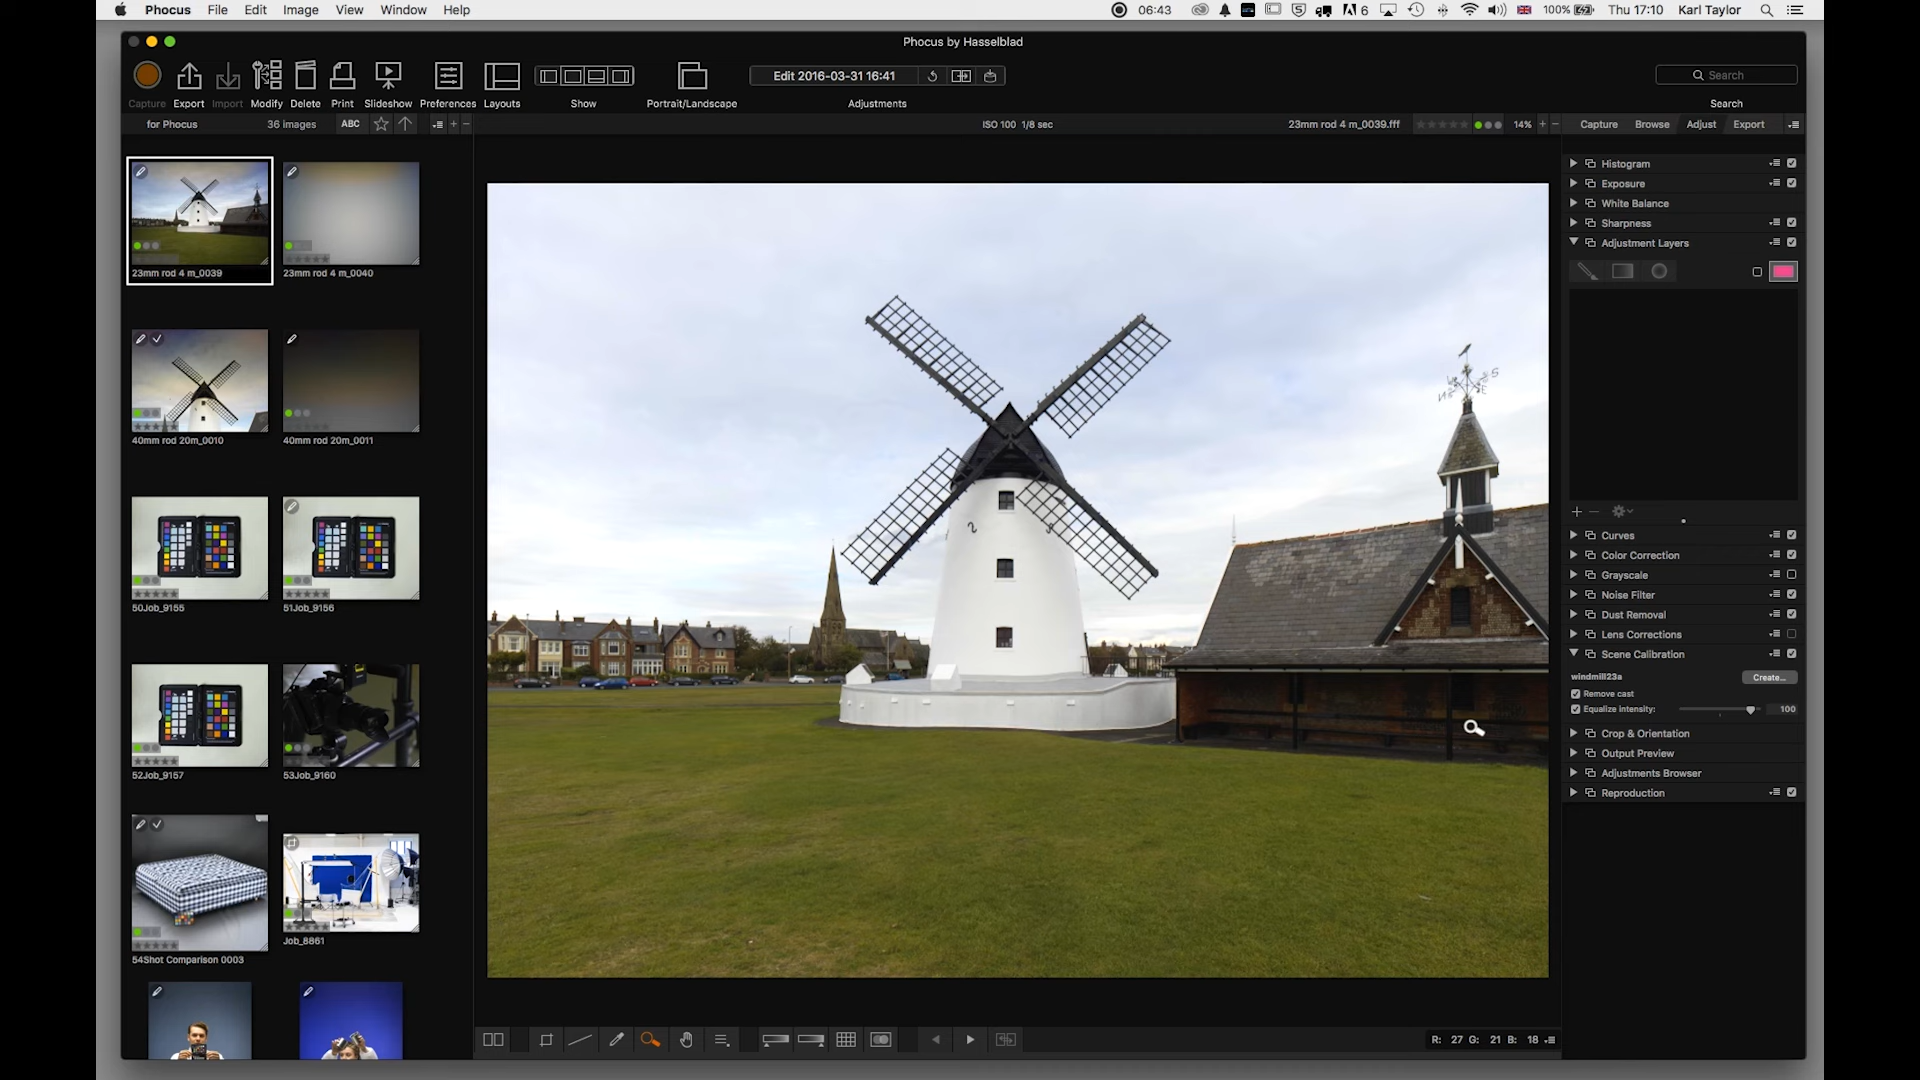 Phocus File Edit Image View Window Help
06:43 6 100% Thu 17:10 Karl Taylor
Phocus by Hasselblad
Edit 2016-03-31 16:41
Search
Capture Export Import Modify Delete Print Slideshow Preferences Layouts Show Portrait/Landscape Adjustments Search
for Phocus 36 images ABC
ISO 100 1/8 sec
23mm rod 4 m_0039.fff
14% + −
Capture Browse Adjust Export
23mm rod 4 m_0039
23mm rod 4 m_0040
40mm rod 20m_0010
40mm rod 20m_0011
50Job_9155
51Job_9156
52Job_9157
53Job_9160
54Shot Comparison 0003
Job_8861
Histogram
Exposure
White Balance
Sharpness
Adjustment Layers
Curves
Color Correction
Grayscale
Noise Filter
Dust Removal
Lens Corrections
Scene Calibration
windmill23a Create...
Remove cast
Equalize intensity: 100
Crop & Orientation
Output Preview
Adjustments Browser
Reproduction
R: 27 G: 21 B: 18